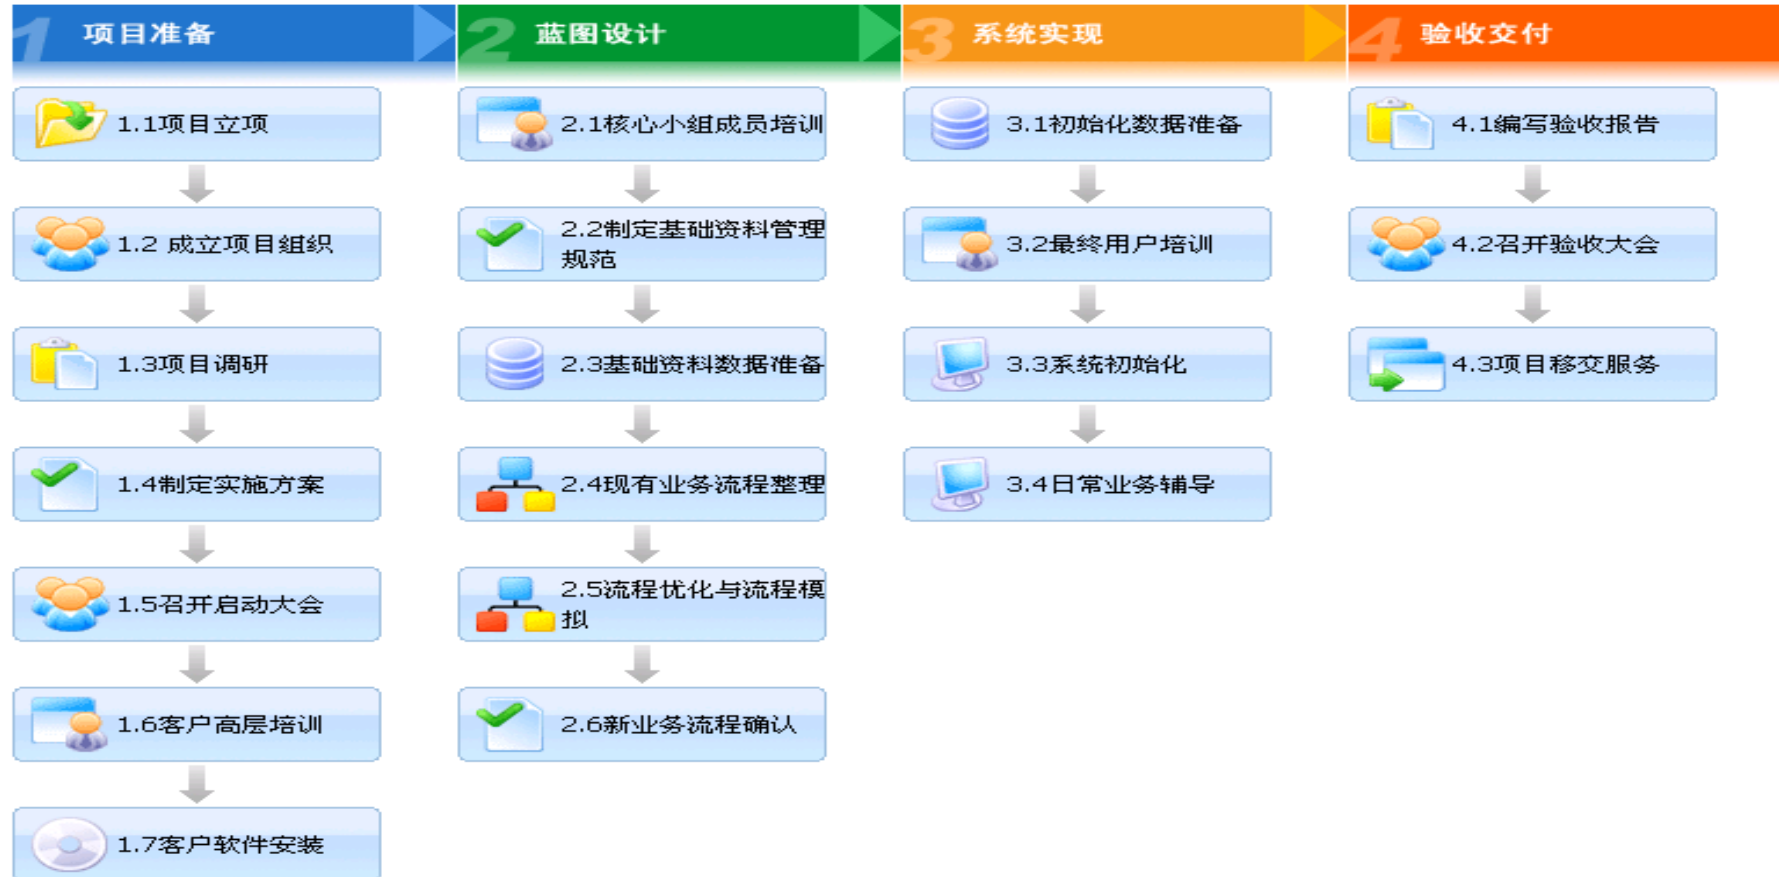 1 项目准备
2 蓝图设计
3 系统实现
4 验收交付
1.1项目立项
1.2 成立项目组织
1.3项目调研
1.4制定实施方案
1.5召开启动大会
1.6客户高层培训
1.7客户软件安装
2.1核心小组成员培训
2.2制定基础资料管理
规范
2.3基础资料数据准备
2.4现有业务流程整理
2.5流程优化与流程模
拟
2.6新业务流程确认
3.1初始化数据准备
3.2最终用户培训
3.3系统初始化
3.4日常业务辅导
4.1编写验收报告
4.2召开验收大会
4.3项目移交服务